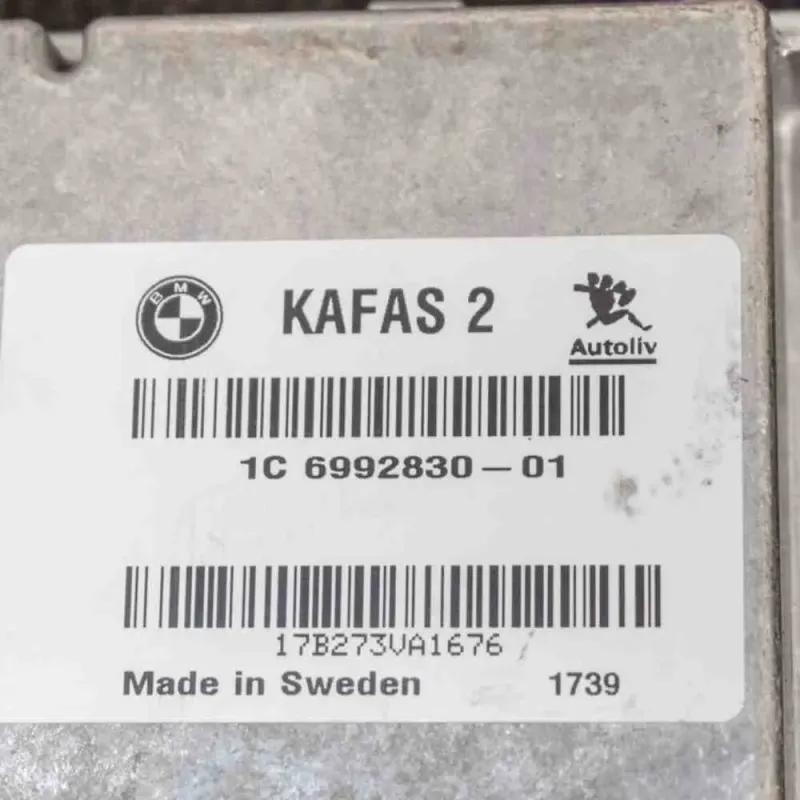 BMW
KAFAS 2
Autoliv
1C 6992830-01
17B273VA1676
Made in Sweden 1739